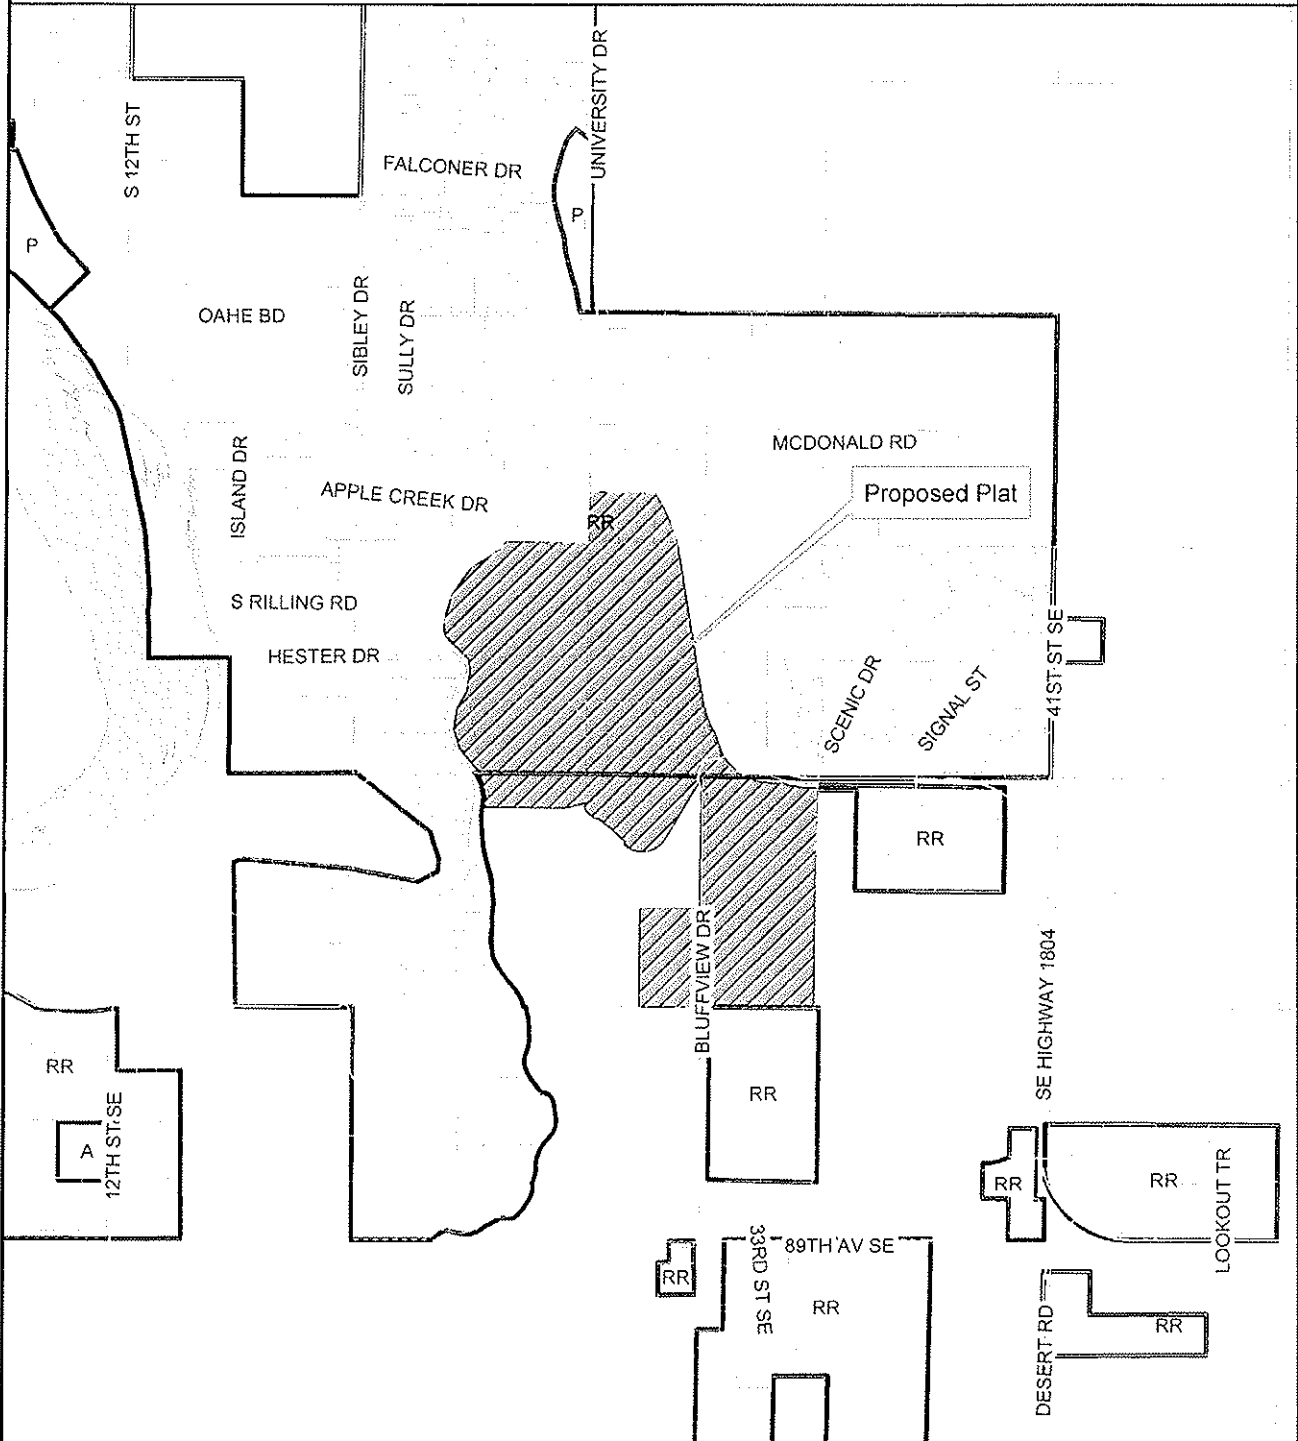 UNIVERSITY DR
S 12TH ST
FALCONER DR
P
P
OAHE BD
SIBLEY DR
SULLY DR
ISLAND DR
MCDONALD RD
APPLE CREEK DR
Proposed Plat
RR
S RILLING RD
HESTER DR
41ST ST SE
SCENIC DR
SIGNAL ST
RR
BLUFFVIEW DR
SE HIGHWAY 1804
RR
RR
A
12TH ST SE
RR
RR
LOOKOUT TR
33RD ST SE
89TH AV SE
RR
RR
DESERT RD
RR